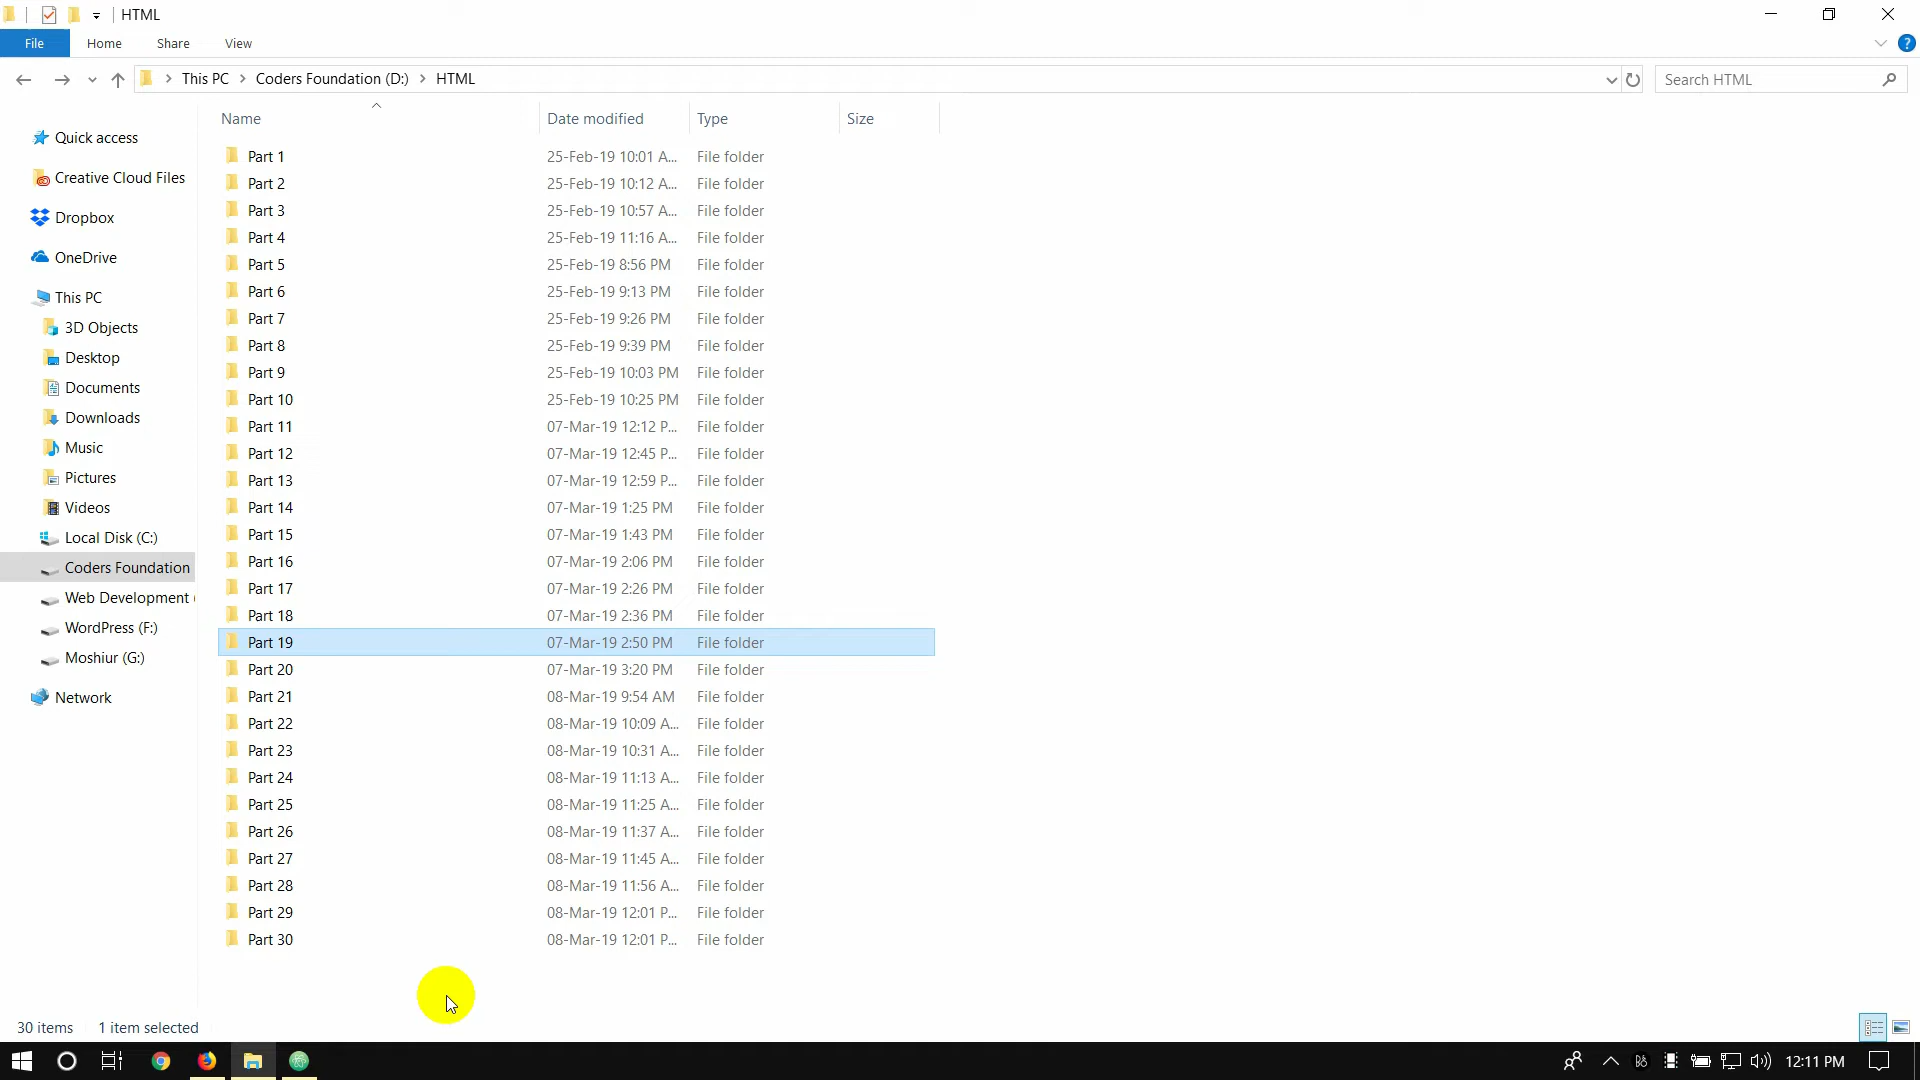 HTML
File Home Share View
This PC Coders Foundation (D:) HTML Search HTML
Name Date modified Type Size
Quick access
Creative Cloud Files
Dropbox
OneDrive
This PC
3D Objects
Desktop
Documents
Downloads
Music
Pictures
Videos
Local Disk (C:)
Coders Foundation
Web Development
WordPress (F:)
Moshiur (G:)
Network
Part 1 25-Feb-19 10:01 A... File folder
Part 2 25-Feb-19 10:12 A... File folder
Part 3 25-Feb-19 10:57 A... File folder
Part 4 25-Feb-19 11:16 A... File folder
Part 5 25-Feb-19 8:56 PM File folder
Part 6 25-Feb-19 9:13 PM File folder
Part 7 25-Feb-19 9:26 PM File folder
Part 8 25-Feb-19 9:39 PM File folder
Part 9 25-Feb-19 10:03 PM File folder
Part 10 25-Feb-19 10:25 PM File folder
Part 11 07-Mar-19 12:12 P... File folder
Part 12 07-Mar-19 12:45 P... File folder
Part 13 07-Mar-19 12:59 P... File folder
Part 14 07-Mar-19 1:25 PM File folder
Part 15 07-Mar-19 1:43 PM File folder
Part 16 07-Mar-19 2:06 PM File folder
Part 17 07-Mar-19 2:26 PM File folder
Part 18 07-Mar-19 2:36 PM File folder
Part 19 07-Mar-19 2:50 PM File folder
Part 20 07-Mar-19 3:20 PM File folder
Part 21 08-Mar-19 9:54 AM File folder
Part 22 08-Mar-19 10:09 A... File folder
Part 23 08-Mar-19 10:31 A... File folder
Part 24 08-Mar-19 11:13 A... File folder
Part 25 08-Mar-19 11:25 A... File folder
Part 26 08-Mar-19 11:37 A... File folder
Part 27 08-Mar-19 11:45 A... File folder
Part 28 08-Mar-19 11:56 A... File folder
Part 29 08-Mar-19 12:01 P... File folder
Part 30 08-Mar-19 12:01 P... File folder
30 items 1 item selected
12:11 PM